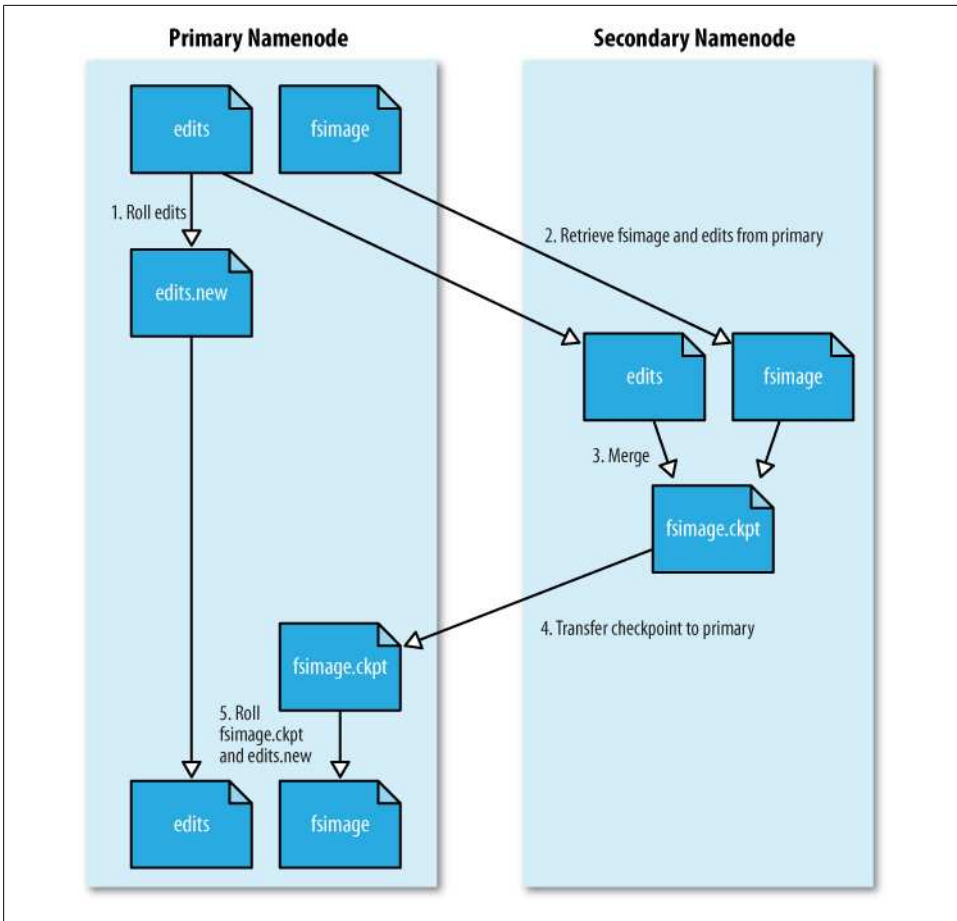 Primary Namenode
Secondary Namenode
edits
fsimage
1. Roll edits
2. Retrieve fsimage and edits from primary
edits.new
edits
fsimage
3. Merge
fsimage.ckpt
4. Transfer checkpoint to primary
fsimage.ckpt
5. Roll
fsimage.ckpt
and edits.new
edits
fsimage